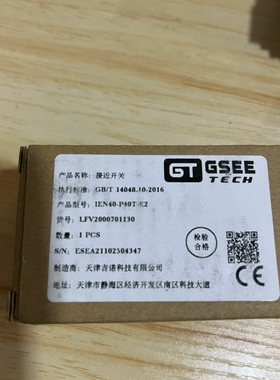 GT GSEE
TECH
产品名称: 接近开关
执行标准: GB/T 14048.10-2016
产品型号: IEN40-P40T-E2
货号: LFV2000701130
数量: 1 PCS
S/N: ESEA21102504347
检验
合格
制造商: 天津吉诺科技有限公司
天津市静海区经济开发区南区科技大道
CE